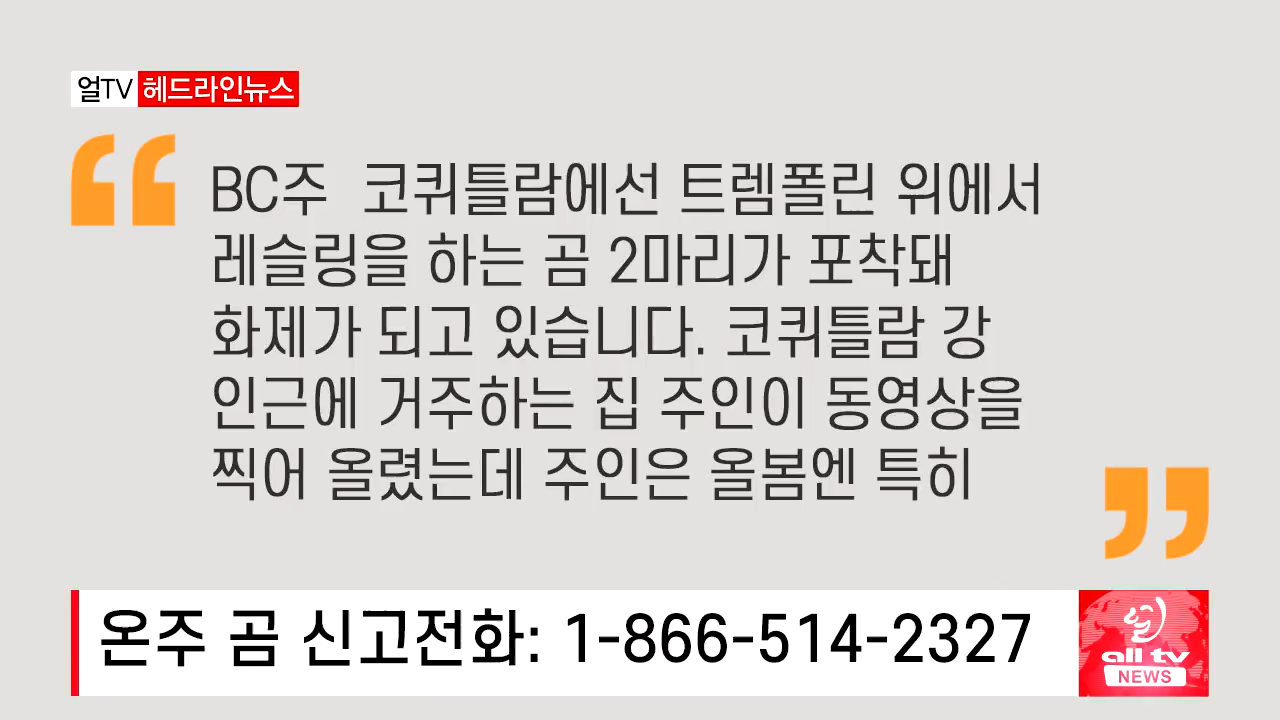 얼TV 헤드라인뉴스
BC주 코퀴틀람에선 트렘폴린 위에서
레슬링을 하는 곰 2마리가 포착돼
화제가 되고 있습니다. 코퀴틀람 강
인근에 거주하는 집 주인이 동영상을
찍어 올렸는데 주인은 올봄엔 특히
온주 곰 신고전화: 1-866-514-2327
얼
all tv
NEWS